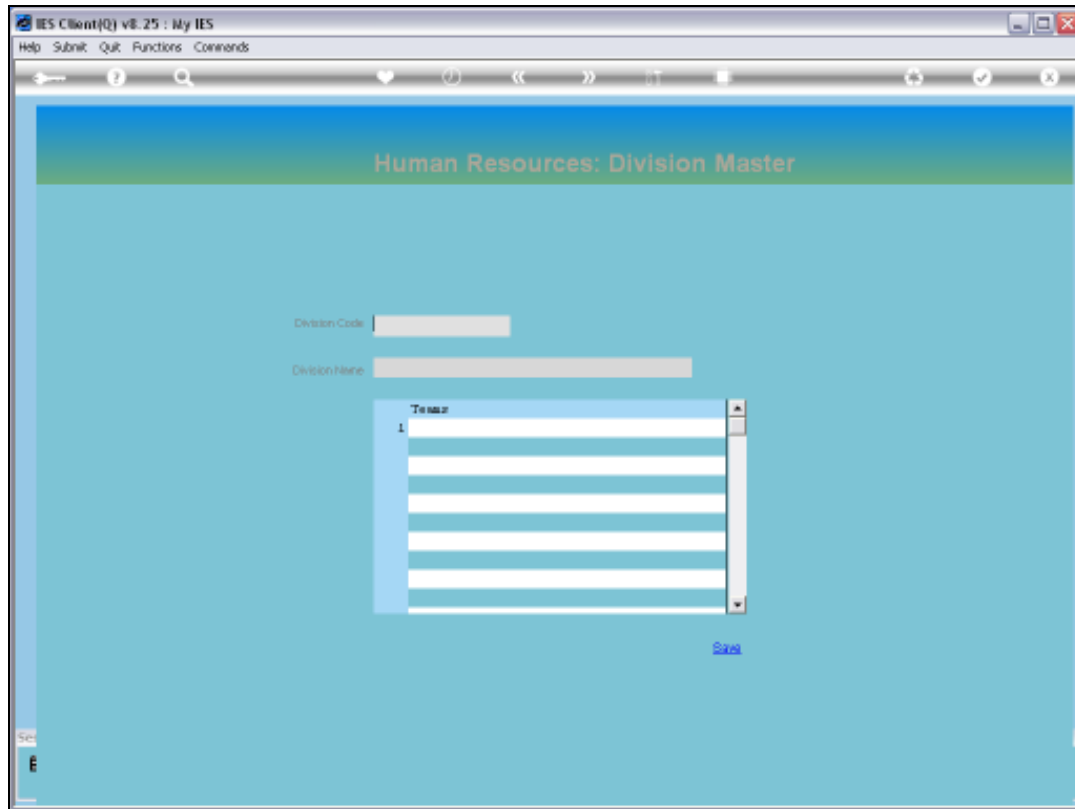 IES Client(Q) v8.25 : My IES
Help Submit Quit Functions Commands
Human Resources: Division Master
Division Code
Division Name
Teams
1
Save